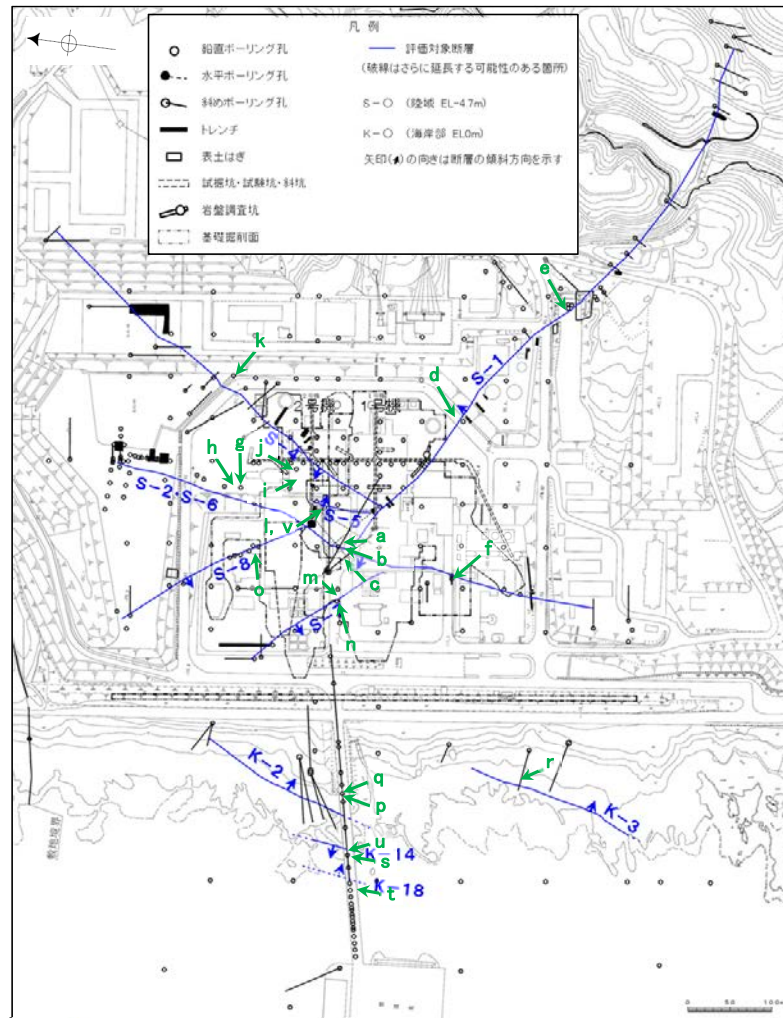 凡例
鉛直ボーリング孔
水平ボーリング孔
斜めボーリング孔
トレンチ
表土はぎ
試掘坑・試験坑・斜坑
岩盤調査坑
基礎掘削面
評価対象断層
(破線はさらに延長する可能性のある箇所)
S-○ (陸域 EL-4.7m)
K-○ (海岸部 EL0m)
矢印( )の向きは断層の傾斜方向を示す
e
k
d
S-1
2号機
1号機
S-4
h
g
j
i
S-2・S-6
l, v
S-5
a
b
c
f
S-8
o
m
S-7
n
q
p
r
K-2
K-3
u
K-14
s
K-18
t
敷地境界
0 50 100m